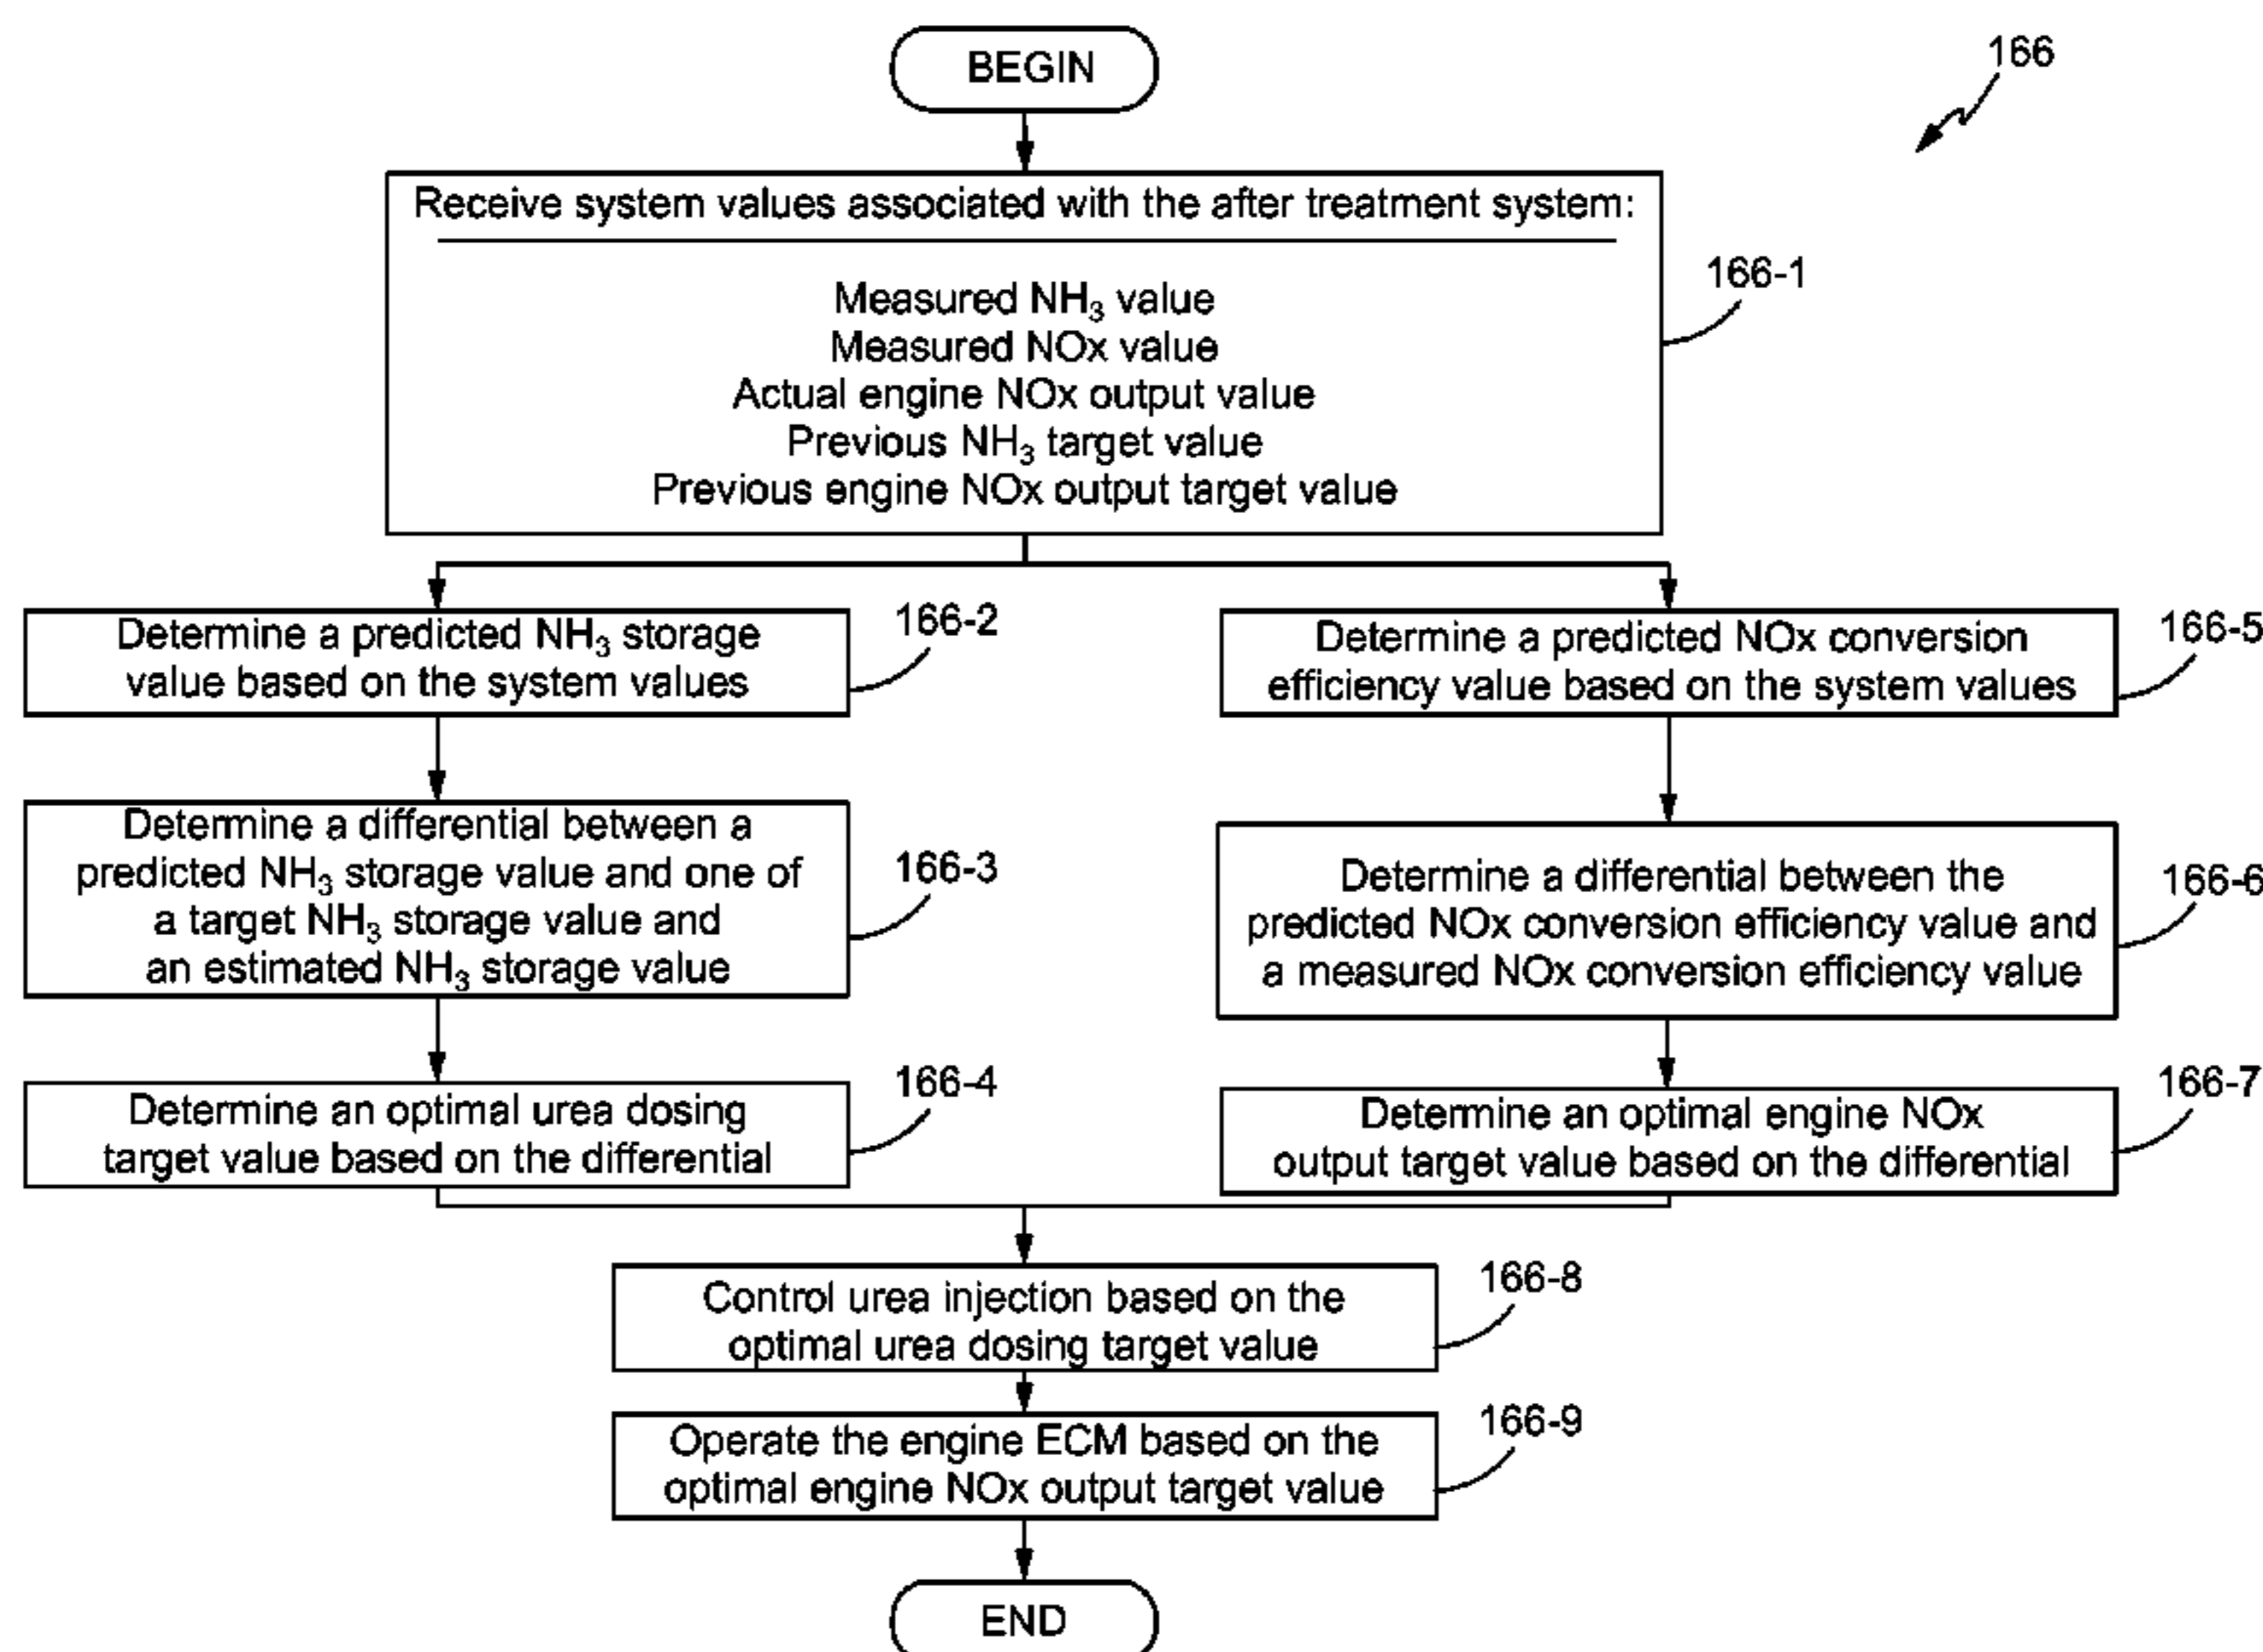 BEGIN
166
Receive system values associated with the after treatment system:
Measured NH₃ value
Measured NOx value
Actual engine NOx output value
Previous NH₃ target value
Previous engine NOx output target value
166-1
Determine a predicted NH₃ storage
value based on the system values
166-2
Determine a differential between a
predicted NH₃ storage value and one of
a target NH₃ storage value and
an estimated NH₃ storage value
166-3
Determine an optimal urea dosing
target value based on the differential
166-4
Determine a predicted NOx conversion
efficiency value based on the system values
166-5
Determine a differential between the
predicted NOx conversion efficiency value and
a measured NOx conversion efficiency value
166-6
Determine an optimal engine NOx
output target value based on the differential
166-7
Control urea injection based on the
optimal urea dosing target value
166-8
Operate the engine ECM based on the
optimal engine NOx output target value
166-9
END